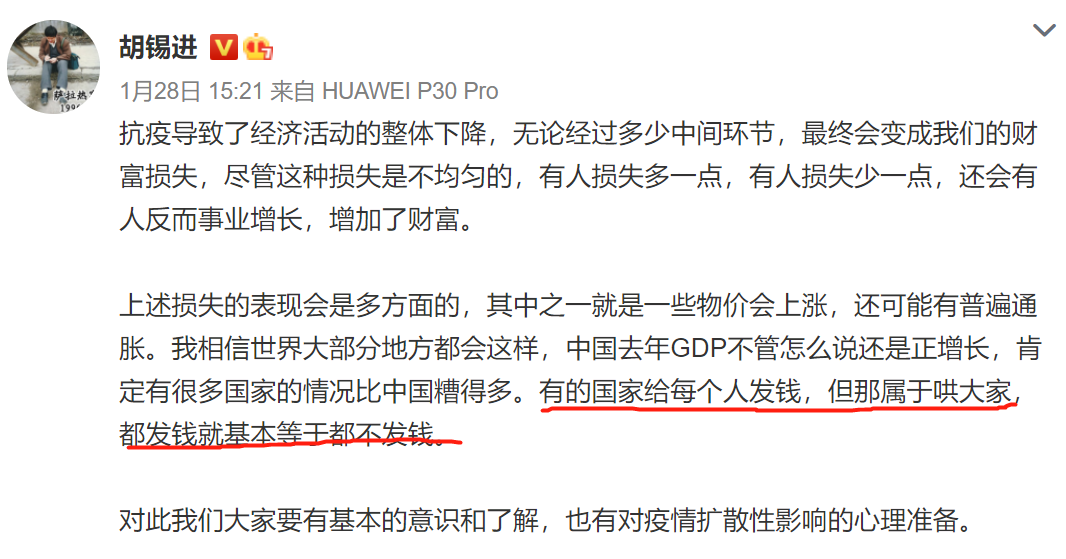 胡锡进
1月28日 15:21 来自 HUAWEI P30 Pro
抗疫导致了经济活动的整体下降，无论经过多少中间环节，最终会变成我们的财
富损失，尽管这种损失是不均匀的，有人损失多一点，有人损失少一点，还会有
人反而事业增长，增加了财富。
上述损失的表现会是多方面的，其中之一就是一些物价会上涨，还可能有普遍通
胀。我相信世界大部分地方都会这样，中国去年GDP不管怎么说还是正增长，肯
定有很多国家的情况比中国糟得多。有的国家给每个人发钱，但那属于哄大家，
都发钱就基本等于都不发钱。
对此我们大家要有基本的意识和了解，也有对疫情扩散性影响的心理准备。